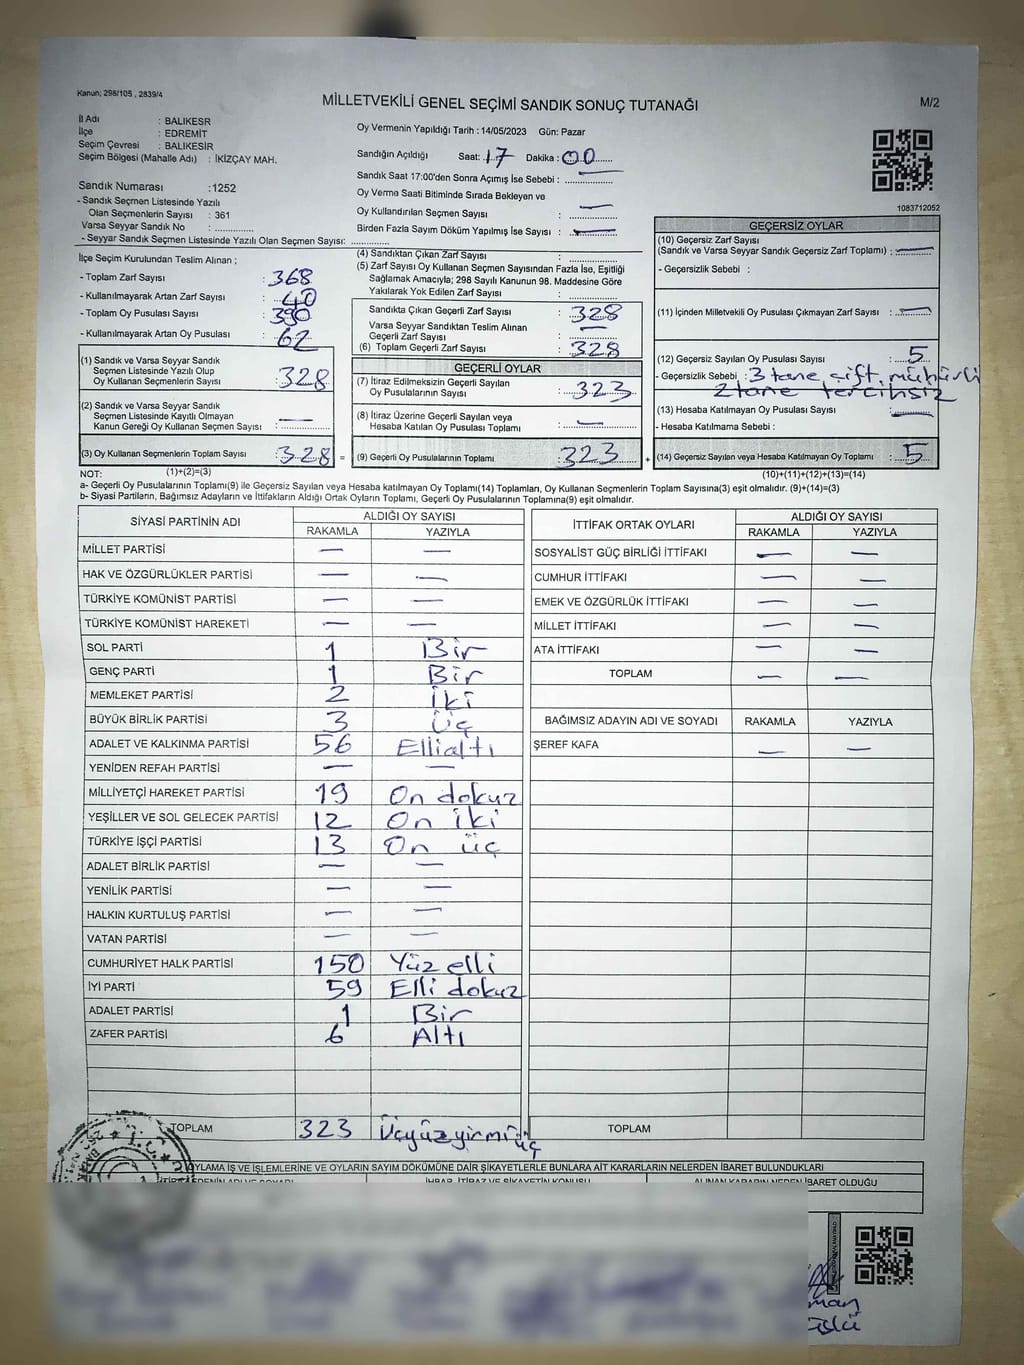 Kanun; 298/105 , 2839/4
MİLLETVEKİLİ GENEL SEÇİMİ SANDIK SONUÇ TUTANAĞI
M/2
İl Adı : BALIKESR
İlçe : EDREMİT
Seçim Çevresi : BALIKESİR
Seçim Bölgesi (Mahalle Adı) : İKİZÇAY MAH.
Sandık Numarası : 1252
- Sandık Seçmen Listesinde Yazılı
Olan Seçmenlerin Sayısı : 361
Varsa Seyyar Sandık No : ..............
- Seyyar Sandık Seçmen Listesinde Yazılı Olan Seçmen Sayısı: ..............
Oy Vermenin Yapıldığı Tarih : 14/05/2023 Gün: Pazar
Sandığın Açıldığı Saat: 17 Dakika : 00
Sandık Saat 17:00'den Sonra Açımış İse Sebebi : —
Oy Verme Saati Bitiminde Sırada Bekleyen ve
Oy Kullandırılan Seçmen Sayısı : —
Birden Fazla Sayım Döküm Yapılmış İse Sayısı : —
1083712052
İlçe Seçim Kurulundan Teslim Alınan ;
- Toplam Zarf Sayısı : 368
- Kullanılmayarak Artan Zarf Sayısı : 40
- Toplam Oy Pusulası Sayısı : 390
- Kullanılmayarak Artan Oy Pusulası : 62
(1) Sandık ve Varsa Seyyar Sandık
Seçmen Listesinde Yazılı Olup
Oy Kullanan Seçmenlerin Sayısı : 328
(2) Sandık ve Varsa Seyyar Sandık
Seçmen Listesinde Kayıtlı Olmayan
Kanun Gereği Oy Kullanan Seçmen Sayısı : —
(3) Oy Kullanan Seçmenlerin Toplam Sayısı : 328 =
(4) Sandıktan Çıkan Zarf Sayısı :
(5) Zarf Sayısı Oy Kullanan Seçmen Sayısından Fazla İse, Eşitliği
Sağlamak Amacıyla; 298 Sayılı Kanunun 98. Maddesine Göre
Yakılarak Yok Edilen Zarf Sayısı :
Sandıkta Çıkan Geçerli Zarf Sayısı : 328
Varsa Seyyar Sandıktan Teslim Alınan
Geçerli Zarf Sayısı : —
(6) Toplam Geçerli Zarf Sayısı : 328
GEÇERLİ OYLAR
(7) İtiraz Edilmeksizin Geçerli Sayılan
Oy Pusulalarının Sayısı : 323
(8) İtiraz Üzerine Geçerli Sayılan veya
Hesaba Katılan Oy Pusulası Toplamı : —
(9) Geçerli Oy Pusulalarının Toplamı : 323 +
GEÇERSİZ OYLAR
(10) Geçersiz Zarf Sayısı
(Sandık ve Varsa Seyyar Sandık Geçersiz Zarf Toplamı) : —
- Geçersizlik Sebebi :
(11) İçinden Milletvekili Oy Pusulası Çıkmayan Zarf Sayısı : —
(12) Geçersiz Sayılan Oy Pusulası Sayısı : 5
- Geçersizlik Sebebi : 3 tane çift mühürlü
2 tane tercihsiz
(13) Hesaba Katılmayan Oy Pusulası Sayısı : —
- Hesaba Katılmama Sebebi :
(14) Geçersiz Sayılan veya Hesaba Katılmayan Oy Toplamı : 5
NOT: (1)+(2)=(3) (10)+(11)+(12)+(13)=(14)
a- Geçerli Oy Pusulalarının Toplamı(9) ile Geçersiz Sayılan veya Hesaba Katılmayan Oy Toplamı(14) Toplamları, Oy Kullanan Seçmenlerin Toplam Sayısına(3) eşit olmalıdır. (9)+(14)=(3)
b- Siyasi Partilerin, Bağımsız Adayların ve İttifakların Aldığı Ortak Oyların Toplamı, Geçerli Oy Pusulalarının Toplamına(9) eşit olmalıdır.
SİYASİ PARTİNİN ADI ALDIĞI OY SAYISI
RAKAMLA YAZIYLA
MİLLET PARTİSİ — —
HAK VE ÖZGÜRLÜKLER PARTİSİ — —
TÜRKİYE KOMÜNİST PARTİSİ — —
TÜRKİYE KOMÜNİST HAREKETİ — —
SOL PARTİ 1 Bir
GENÇ PARTİ 1 Bir
MEMLEKET PARTİSİ 2 İki
BÜYÜK BİRLİK PARTİSİ 3 Üç
ADALET VE KALKINMA PARTİSİ 56 Ellialtı
YENİDEN REFAH PARTİSİ — —
MİLLİYETÇİ HAREKET PARTİSİ 19 On dokuz
YEŞİLLER VE SOL GELECEK PARTİSİ 12 On iki
TÜRKİYE İŞÇİ PARTİSİ 13 On üç
ADALET BİRLİK PARTİSİ — —
YENİLİK PARTİSİ — —
HALKIN KURTULUŞ PARTİSİ — —
VATAN PARTİSİ — —
CUMHURİYET HALK PARTİSİ 150 Yüz elli
İYİ PARTİ 59 Elli dokuz
ADALET PARTİSİ 1 Bir
ZAFER PARTİSİ 6 Altı
TOPLAM 323 Üçyüzyirmiüç
İTTİFAK ORTAK OYLARI ALDIĞI OY SAYISI
RAKAMLA YAZIYLA
SOSYALİST GÜÇ BİRLİĞİ İTTİFAKI — —
CUMHUR İTTİFAKI — —
EMEK VE ÖZGÜRLÜK İTTİFAKI — —
MİLLET İTTİFAKI — —
ATA İTTİFAKI — —
TOPLAM — —
BAĞIMSIZ ADAYIN ADI VE SOYADI RAKAMLA YAZIYLA
ŞEREF KAFA — —
TOPLAM
OYLAMA İŞ VE İŞLEMLERİNE VE OYLARIN SAYIM DÖKÜMÜNE DAİR ŞİKAYETLERLE BUNLARA AİT KARARLARIN NELERDEN İBARET BULUNDUKLARI
İHBAR, İTİRAZ VE ŞİKAYETİN KONUSU ALINAN KARARIN NEDEN İBARET OLDUĞU
T.C.